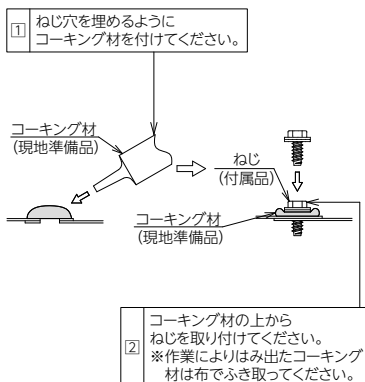 1
ねじ穴を埋めるように
コーキング材を付けてください。
コーキング材
(現地準備品)
ねじ
(付属品)
コーキング材
(現地準備品)
2
コーキング材の上から
ねじを取り付けてください。
※作業によりはみ出たコーキング
材は布でふき取ってください。